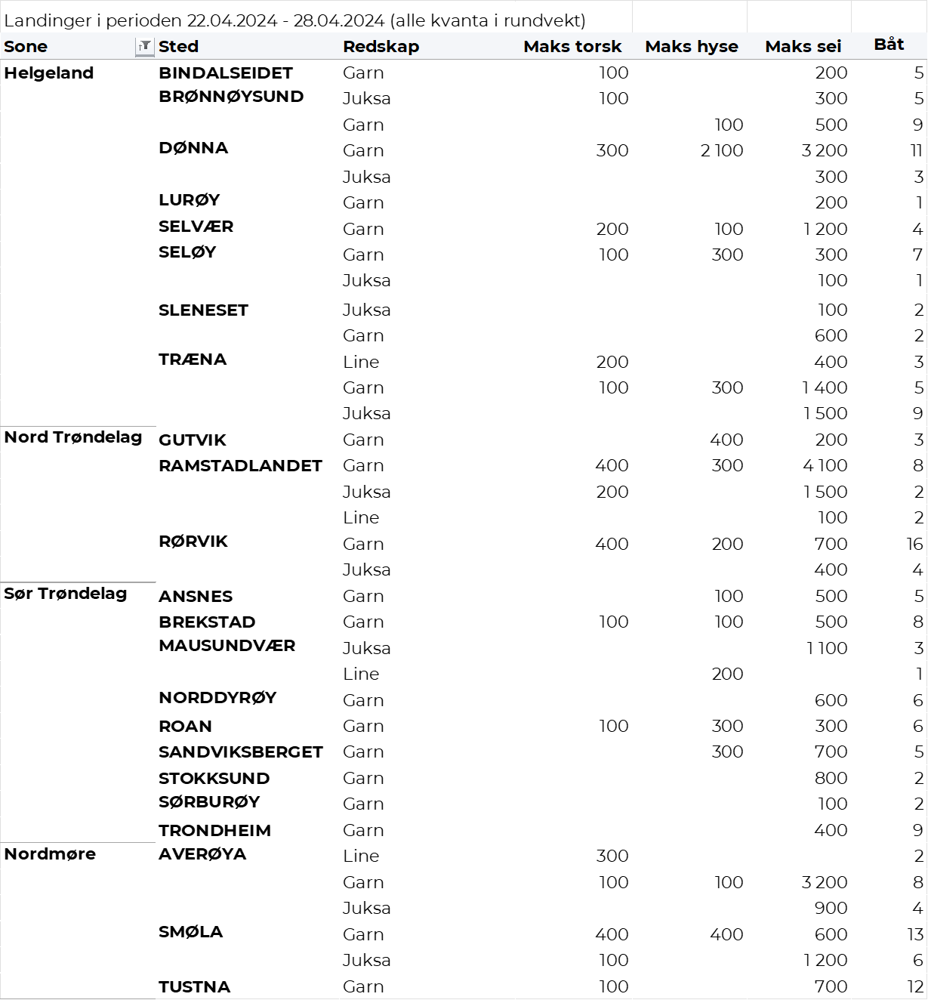 Landinger i perioden 22.04.2024 - 28.04.2024 (alle kvanta i rundvekt)
Sone Sted Redskap Maks torsk Maks hyse Maks sei Båt
Helgeland BINDALSEIDET Garn 100 200 5
BRØNNØYSUND Juksa 100 300 5
Garn 100 500 9
DØNNA Garn 300 2 100 3 200 11
Juksa 300 3
LURØY Garn 200 1
SELVÆR Garn 200 100 1 200 4
SELØY Garn 100 300 300 7
Juksa 100 1
SLENESET Juksa 100 2
Garn 600 2
TRÆNA Line 200 400 3
Garn 100 300 1 400 5
Juksa 1 500 9
Nord Trøndelag GUTVIK Garn 400 200 3
RAMSTADLANDET Garn 400 300 4 100 8
Juksa 200 1 500 2
Line 100 2
RØRVIK Garn 400 200 700 16
Juksa 400 4
Sør Trøndelag ANSNES Garn 100 500 5
BREKSTAD Garn 100 100 500 8
MAUSUNDVÆR Juksa 1 100 3
Line 200 1
NORDDYRØY Garn 600 6
ROAN Garn 100 300 300 6
SANDVIKSBERGET Garn 300 700 5
STOKKSUND Garn 800 2
SØRBURØY Garn 100 2
TRONDHEIM Garn 400 9
Nordmøre AVERØYA Line 300 2
Garn 100 100 3 200 8
Juksa 900 4
SMØLA Garn 400 400 600 13
Juksa 100 1 200 6
TUSTNA Garn 100 700 12